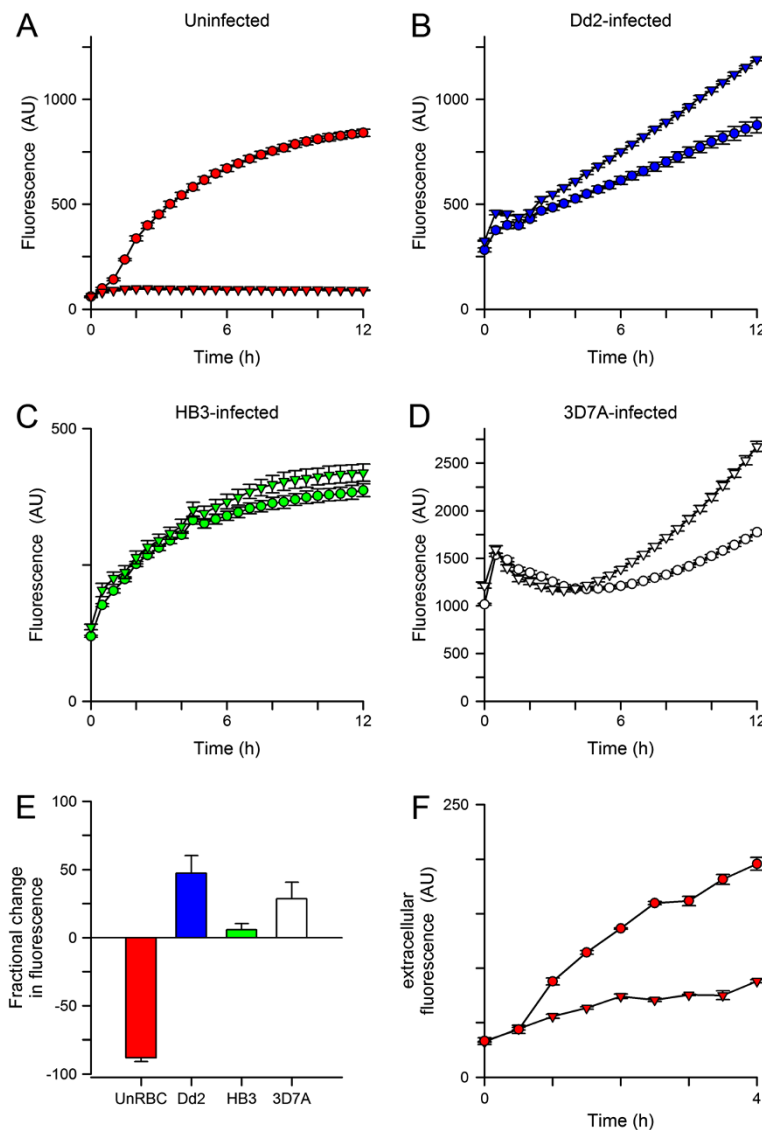 A
Uninfected
1000
500
0
Fluorescence (AU)
0
6
12
Time (h)
B
Dd2-infected
1000
500
0
Fluorescence (AU)
0
6
12
Time (h)
C
HB3-infected
500
0
Fluorescence (AU)
0
6
12
Time (h)
D
3D7A-infected
2500
2000
1500
1000
500
0
Fluorescence (AU)
0
6
12
Time (h)
E
100
50
0
-50
-100
Fractional change
in fluorescence
UnRBC Dd2 HB3 3D7A
F
250
0
extracellular
fluorescence (AU)
0
4
Time (h)